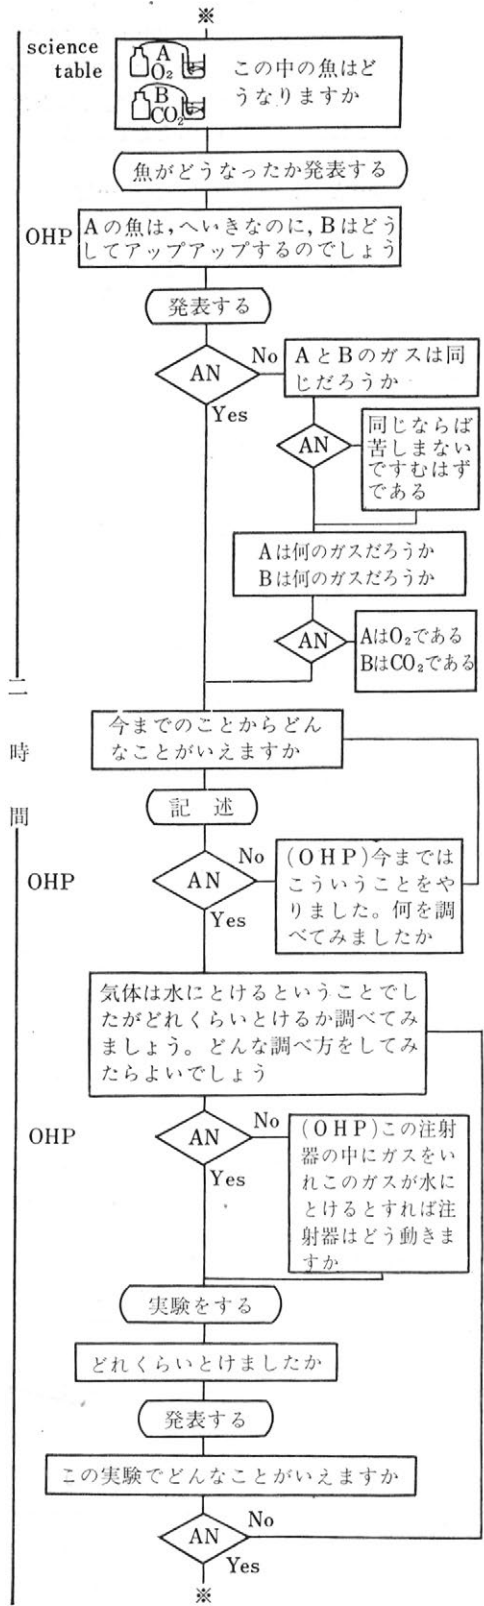 ※
science
table
A
O₂
B
CO₂
この中の魚はど
うなりますか
魚がどうなったか発表する
OHP
Aの魚は,へいきなのに, Bはどう
してアップアップするのでしょう
発表する
AN
No
Yes
AとBのガスは同
じだろうか
AN
同じならば
苦しまない
ですむはず
である
Aは何のガスだろうか
Bは何のガスだろうか
AN
AはO₂である
BはCO₂である
二
時
間
今までのことからどん
なことがいえますか
記 述
OHP
AN
No
Yes
(OHP)今までは
こういうことをや
りました。何を調
べてみましたか
気体は水にとけるということでし
たがどれくらいとけるか調べてみ
ましょう。どんな調べ方をしてみ
たらよいでしょう
OHP
AN
No
Yes
(OHP)この注射
器の中にガスをい
れこのガスが水に
とけるとすれば注
射器はどう動きま
すか
実験をする
どれくらいとけましたか
発表する
この実験でどんなことがいえますか
AN
No
Yes
※